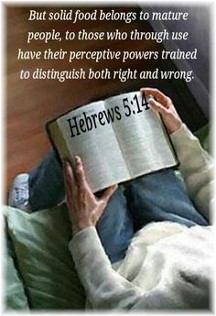 But solid food belongs to mature
people, to those who through use
have their perceptive powers trained
to distinguish both right and wrong.
Hebrews 5:14